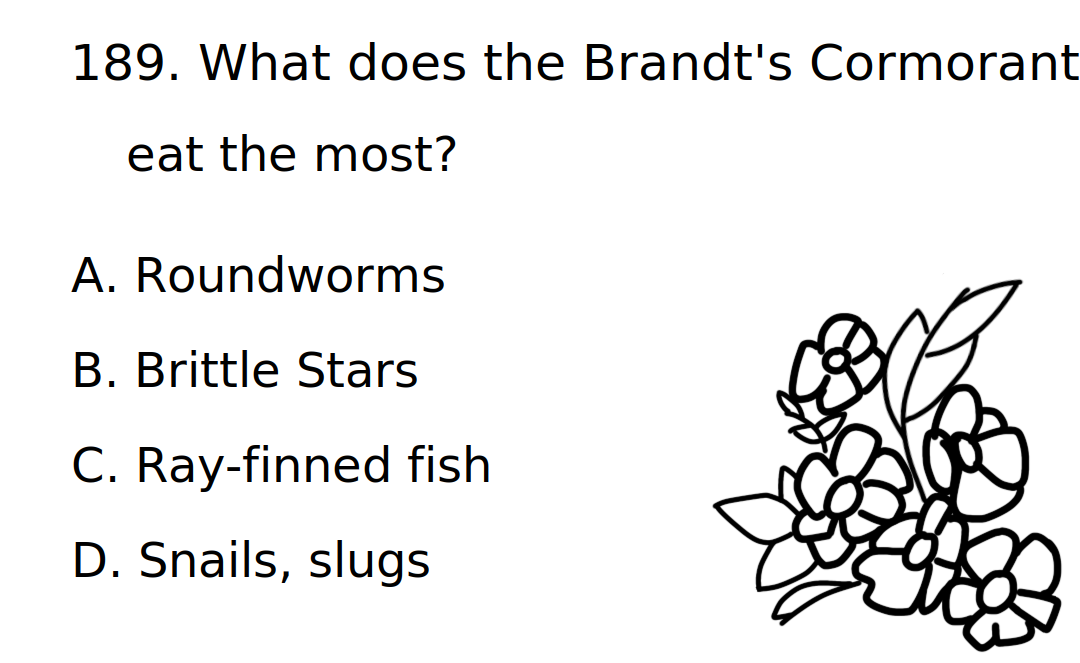 189. What does the Brandt's Cormorant
eat the most?
A. Roundworms
B. Brittle Stars
C. Ray-finned fish
D. Snails, slugs